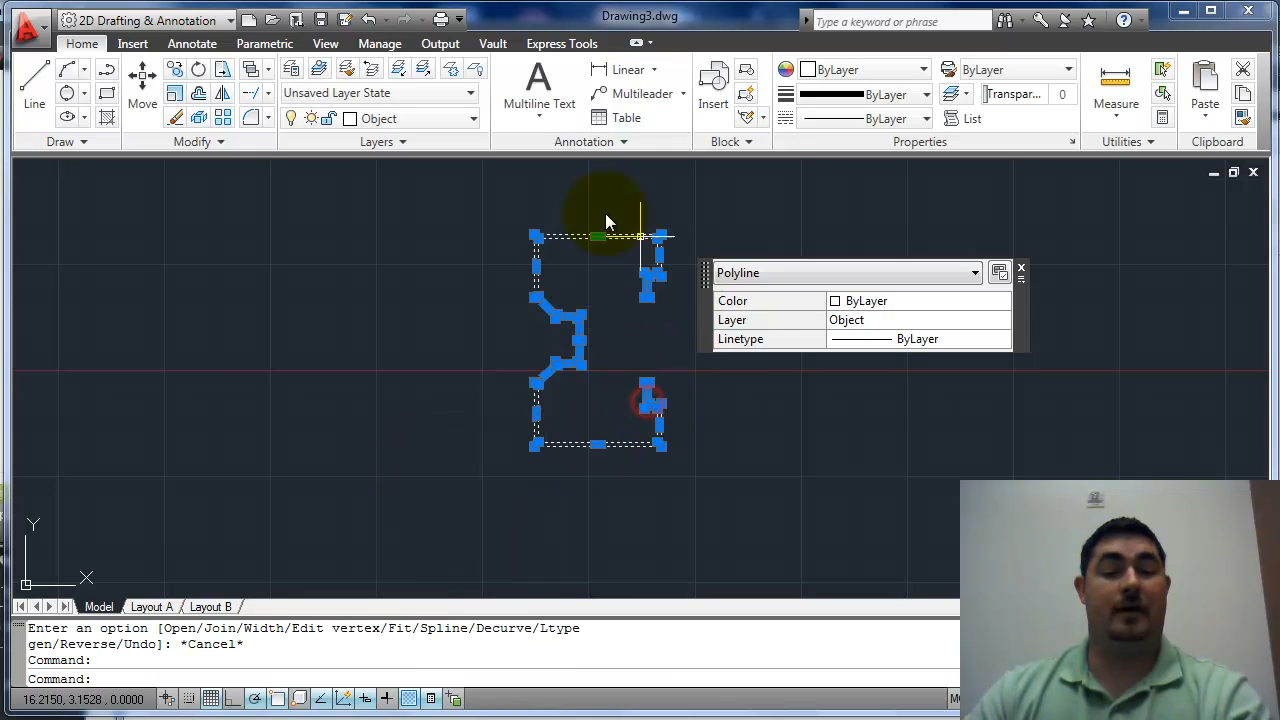 2D Drafting & Annotation
Drawing3.dwg
Type a keyword or phrase
Home Insert Annotate Parametric View Manage Output Vault Express Tools
Line
Move
Unsaved Layer State
Object
Multiline Text
Linear
Multileader
Table
Insert
ByLayer
ByLayer
ByLayer
ByLayer
Transpar... 0
List
Measure
Paste
Draw Modify Layers Annotation Block Properties Utilities Clipboard
Polyline
Color ByLayer
Layer Object
Linetype ByLayer
Y
X
Model Layout A Layout B
Enter an option [Open/Join/Width/Edit vertex/Fit/Spline/Decurve/Ltype
gen/Reverse/Undo]: *Cancel*
Command:
Command:
16.2150, 3.1528, 0.0000